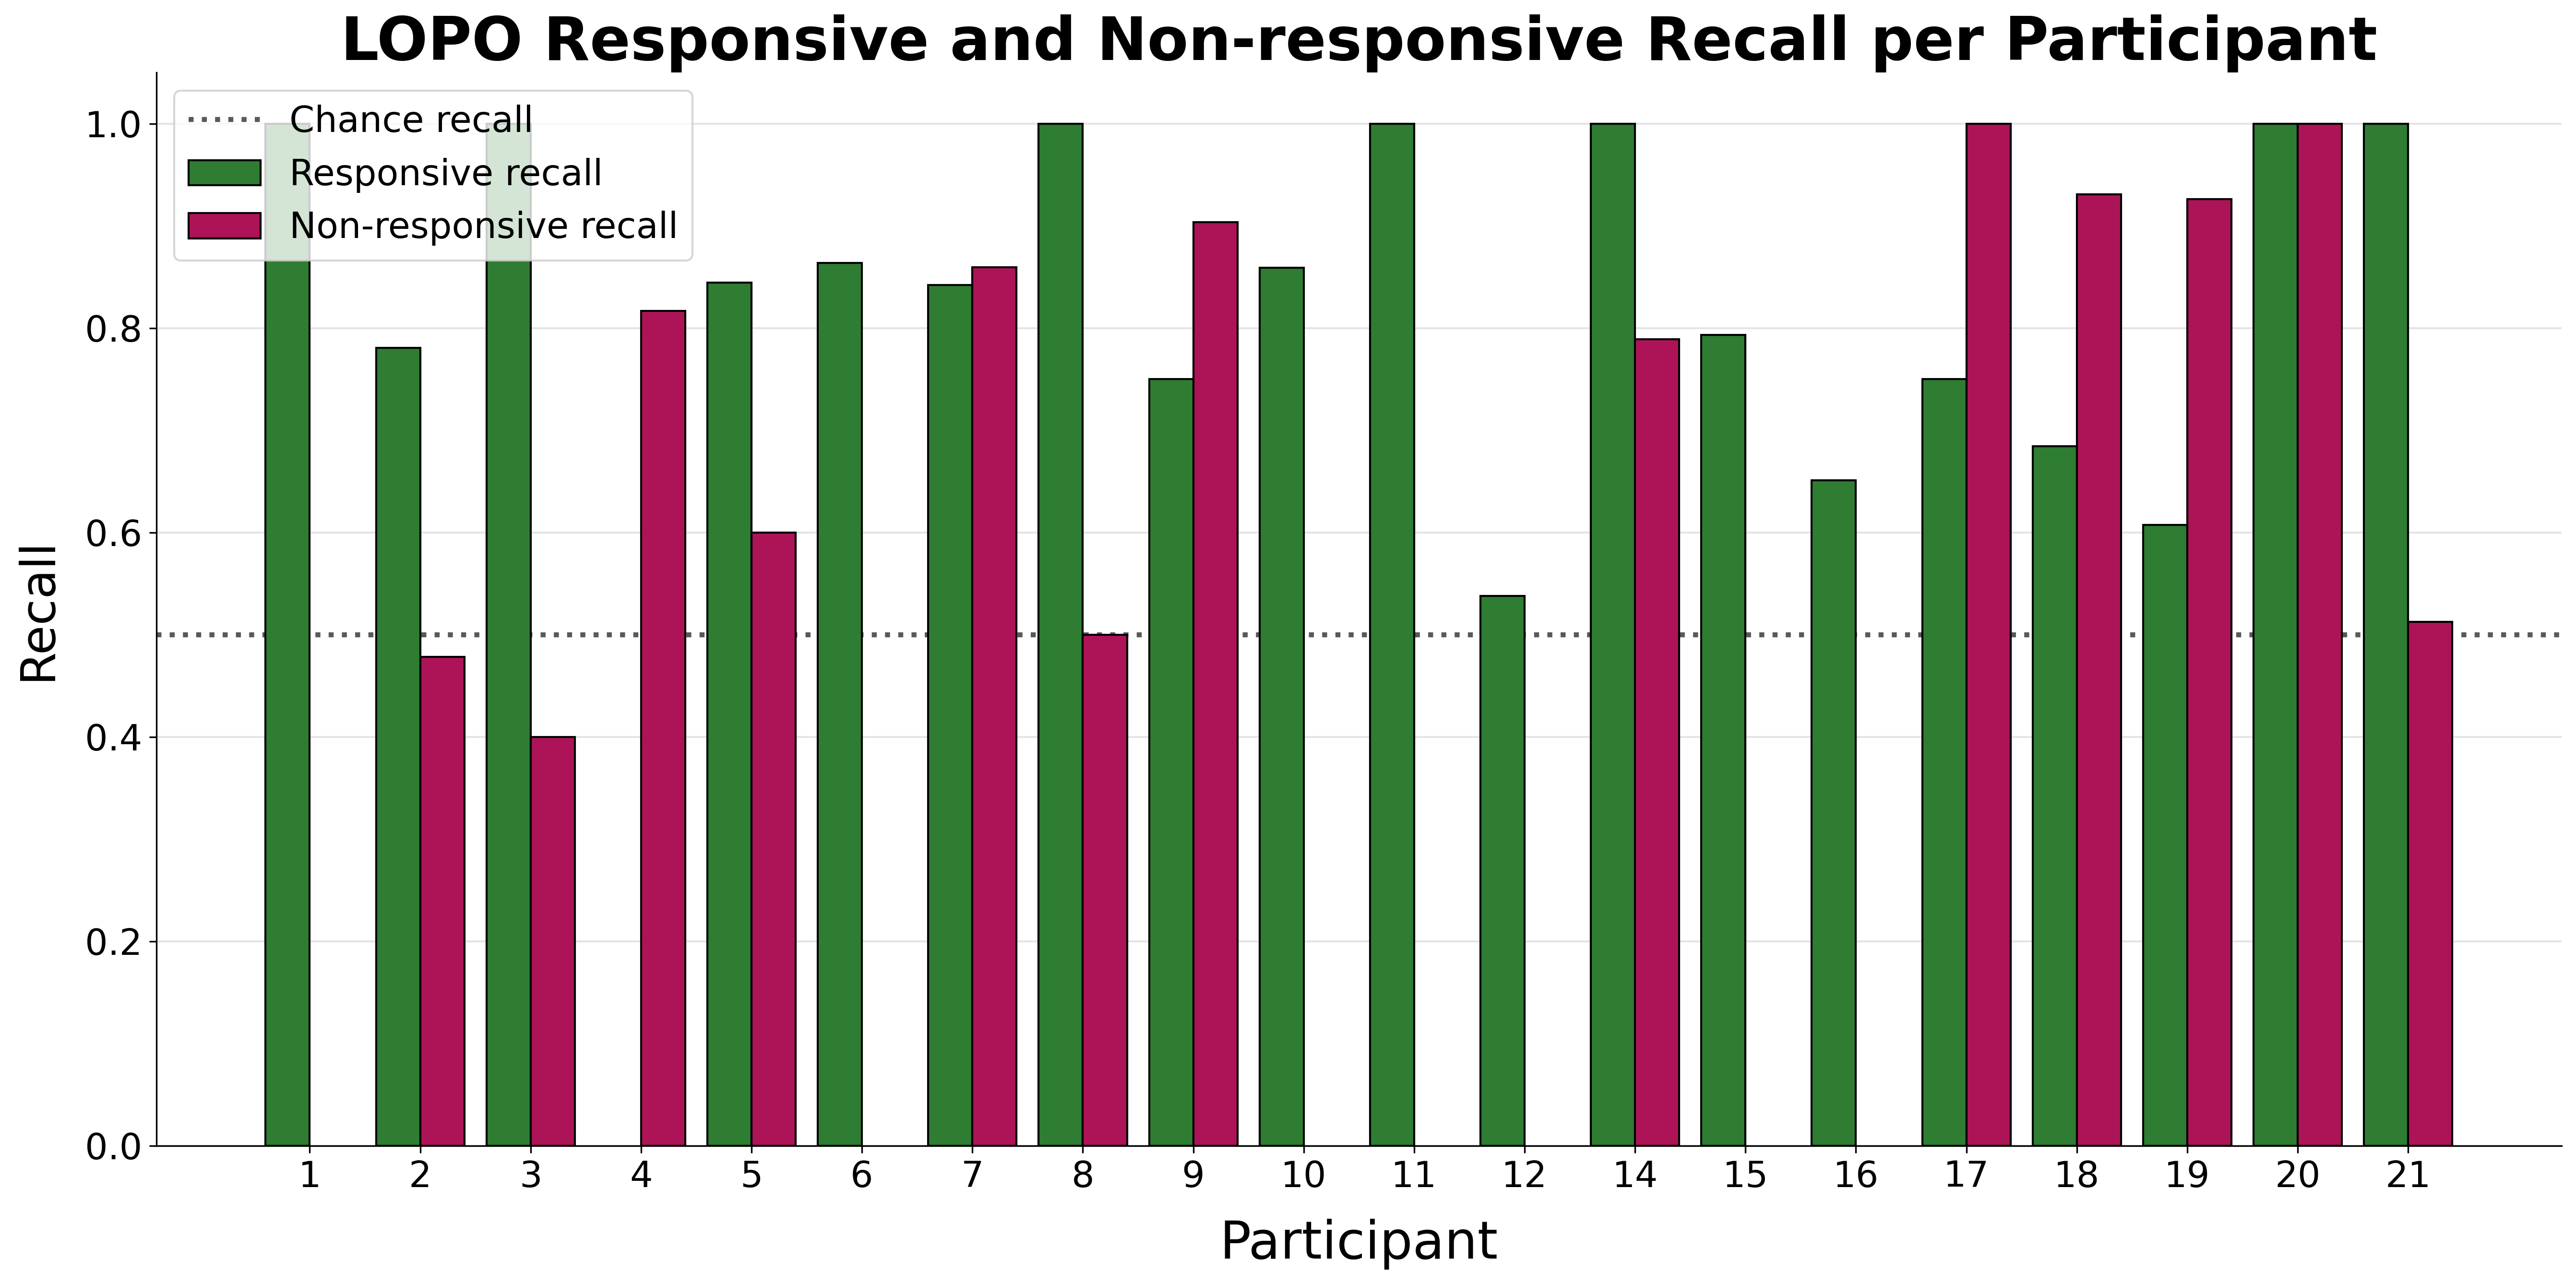 LOPO Responsive and Non-responsive Recall per Participant
Chance recall
Responsive recall
Non-responsive recall
1.0
0.8
0.6
0.4
0.2
0.0
Recall
1 2 3 4 5 6 7 8 9 10 11 12 14 15 16 17 18 19 20 21
Participant